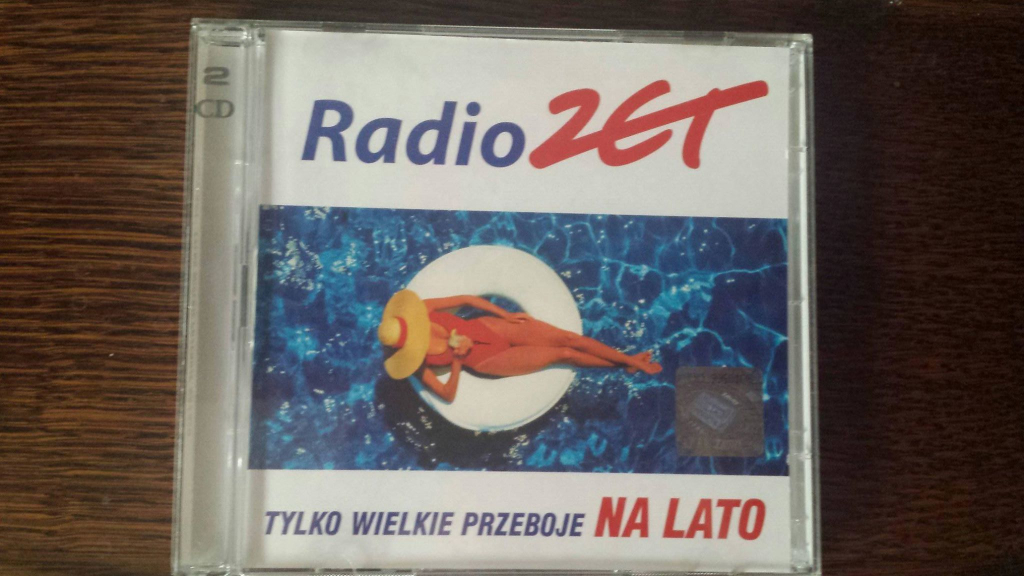 2
CD
Radio ZET
TYLKO WIELKIE PRZEBOJE NA LATO